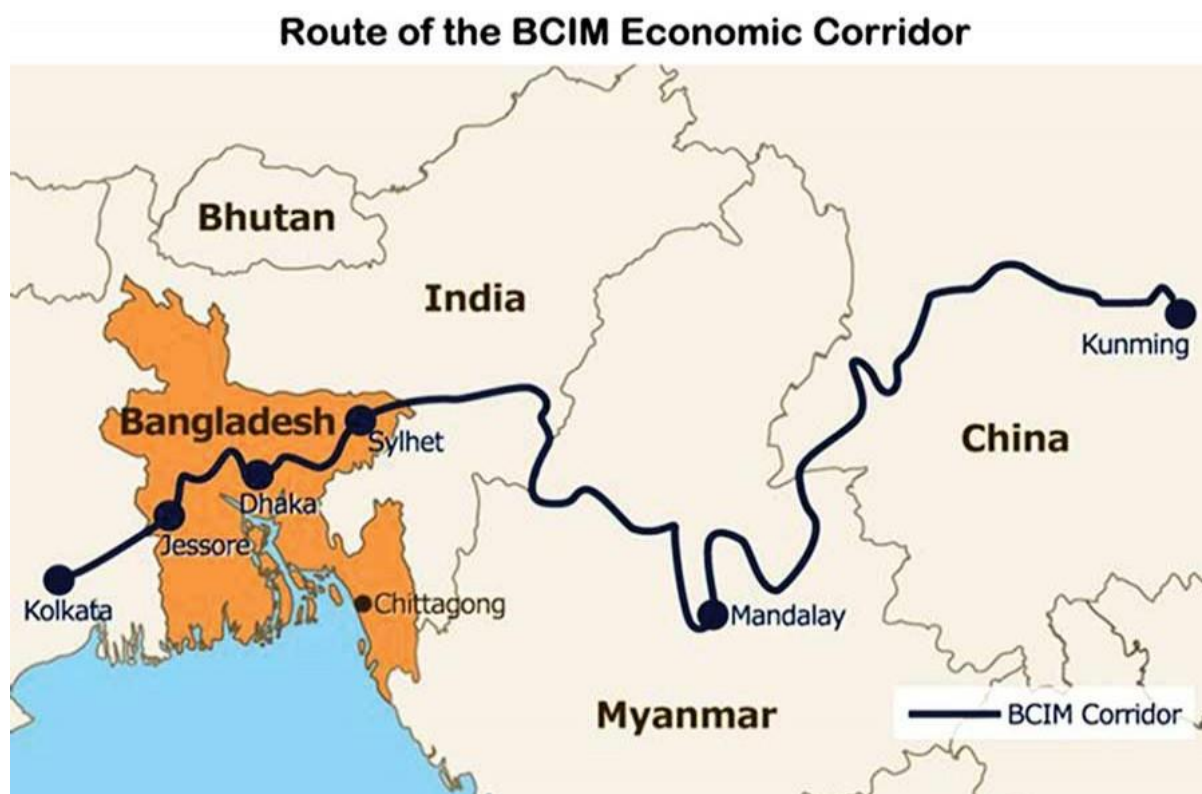 Route of the BCIM Economic Corridor
Bhutan
India
Kunming
Bangladesh
Sylhet
China
Dhaka
Jessore
Kolkata
Chittagong
Mandalay
Myanmar
BCIM Corridor